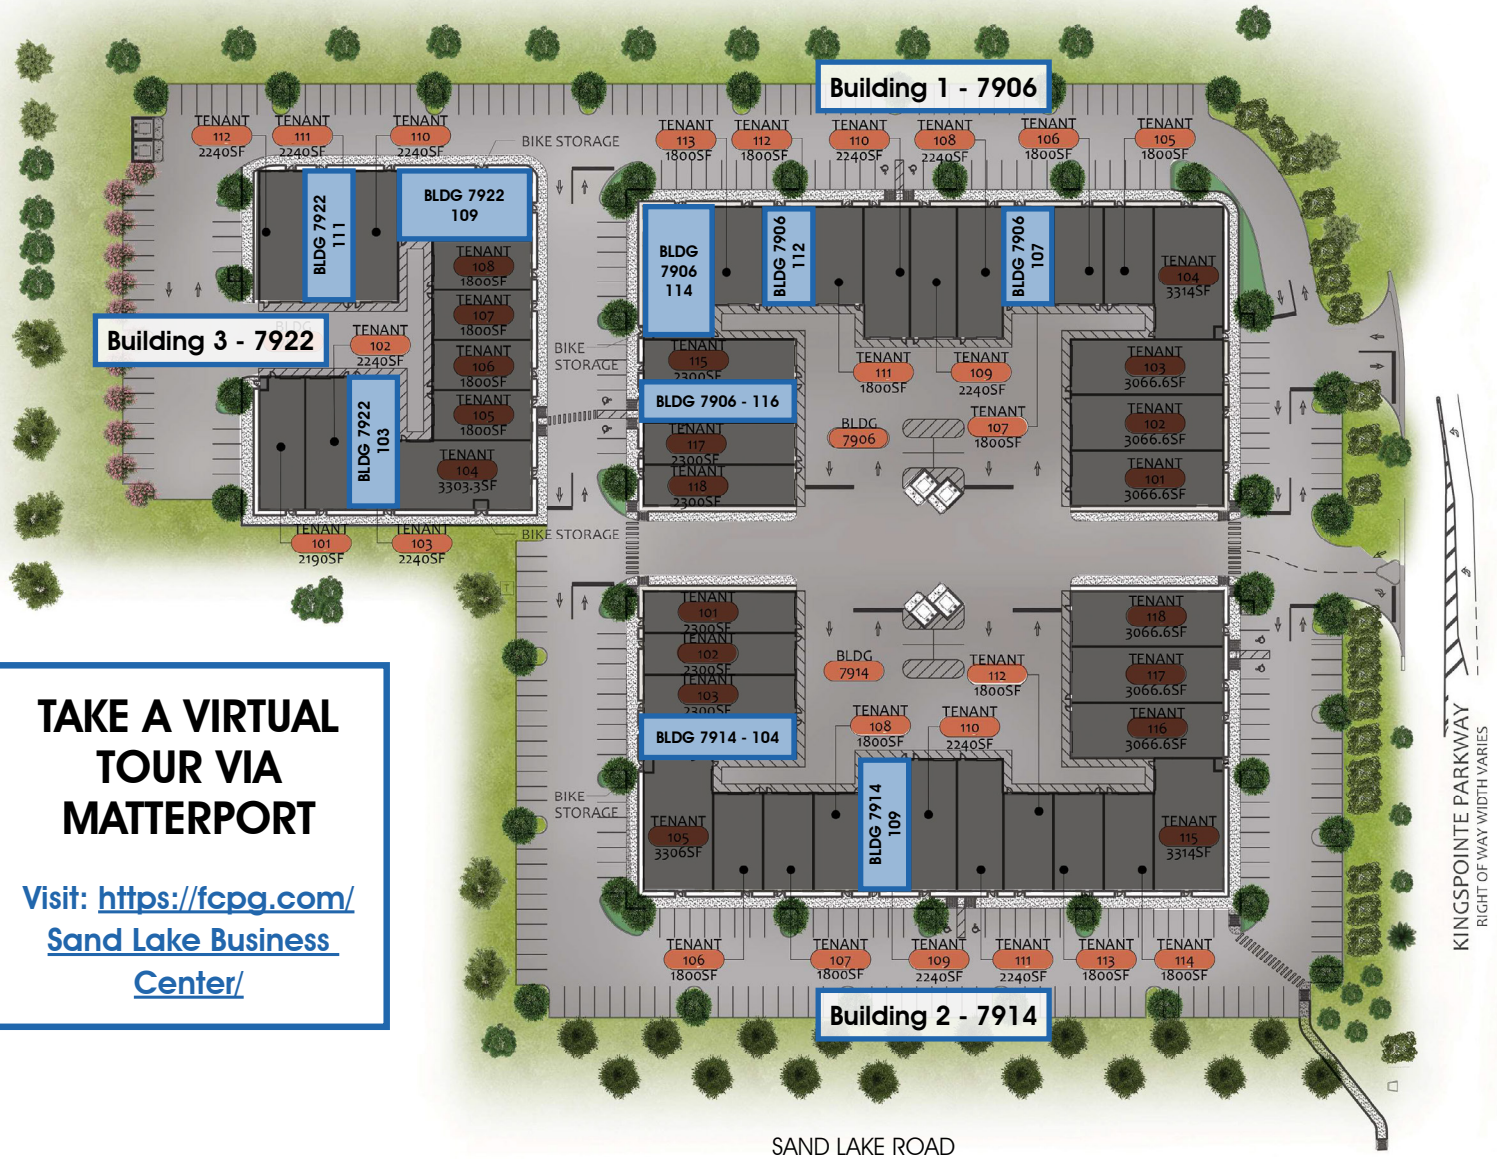 Building 1 - 7906
TENANT
112
2240SF
TENANT
111
2240SF
TENANT
110
2240SF
BIKE STORAGE
TENANT
113
1800SF
TENANT
112
1800SF
TENANT
110
2240SF
TENANT
108
2240SF
TENANT
106
1800SF
TENANT
105
1800SF
BLDG 7922
111
BLDG 7922
109
TENANT
108
1800SF
TENANT
107
1800SF
TENANT
106
1800SF
TENANT
105
1800SF
Building 3 - 7922
TENANT
102
2240SF
BLDG 7922
103
TENANT
104
3303.3SF
TENANT
101
2190SF
TENANT
103
2240SF
BIKE STORAGE
BIKE
STORAGE
BLDG
7906
114
BLDG 7906
112
BLDG 7906
107
TENANT
104
3314SF
TENANT
115
2300SF
BLDG 7906 - 116
TENANT
117
2300SF
TENANT
118
2300SF
TENANT
111
1800SF
TENANT
109
2240SF
BLDG
7906
TENANT
107
1800SF
TENANT
103
3066.6SF
TENANT
102
3066.6SF
TENANT
101
3066.6SF
TENANT
101
2300SF
TENANT
102
2300SF
TENANT
103
2300SF
BLDG 7914 - 104
BLDG
7914
TENANT
112
1800SF
TENANT
108
1800SF
TENANT
110
2240SF
TENANT
118
3066.6SF
TENANT
117
3066.6SF
TENANT
116
3066.6SF
BIKE
STORAGE
TENANT
105
3306SF
BLDG 7914
109
TENANT
115
3314SF
TENANT
106
1800SF
TENANT
107
1800SF
TENANT
109
2240SF
TENANT
111
2240SF
TENANT
113
1800SF
TENANT
114
1800SF
Building 2 - 7914
TAKE A VIRTUAL
TOUR VIA
MATTERPORT
Visit: https://fcpg.com/
Sand Lake Business
Center/
KINGSPOINTE PARKWAY
RIGHT OF WAY WIDTH VARIES
SAND LAKE ROAD